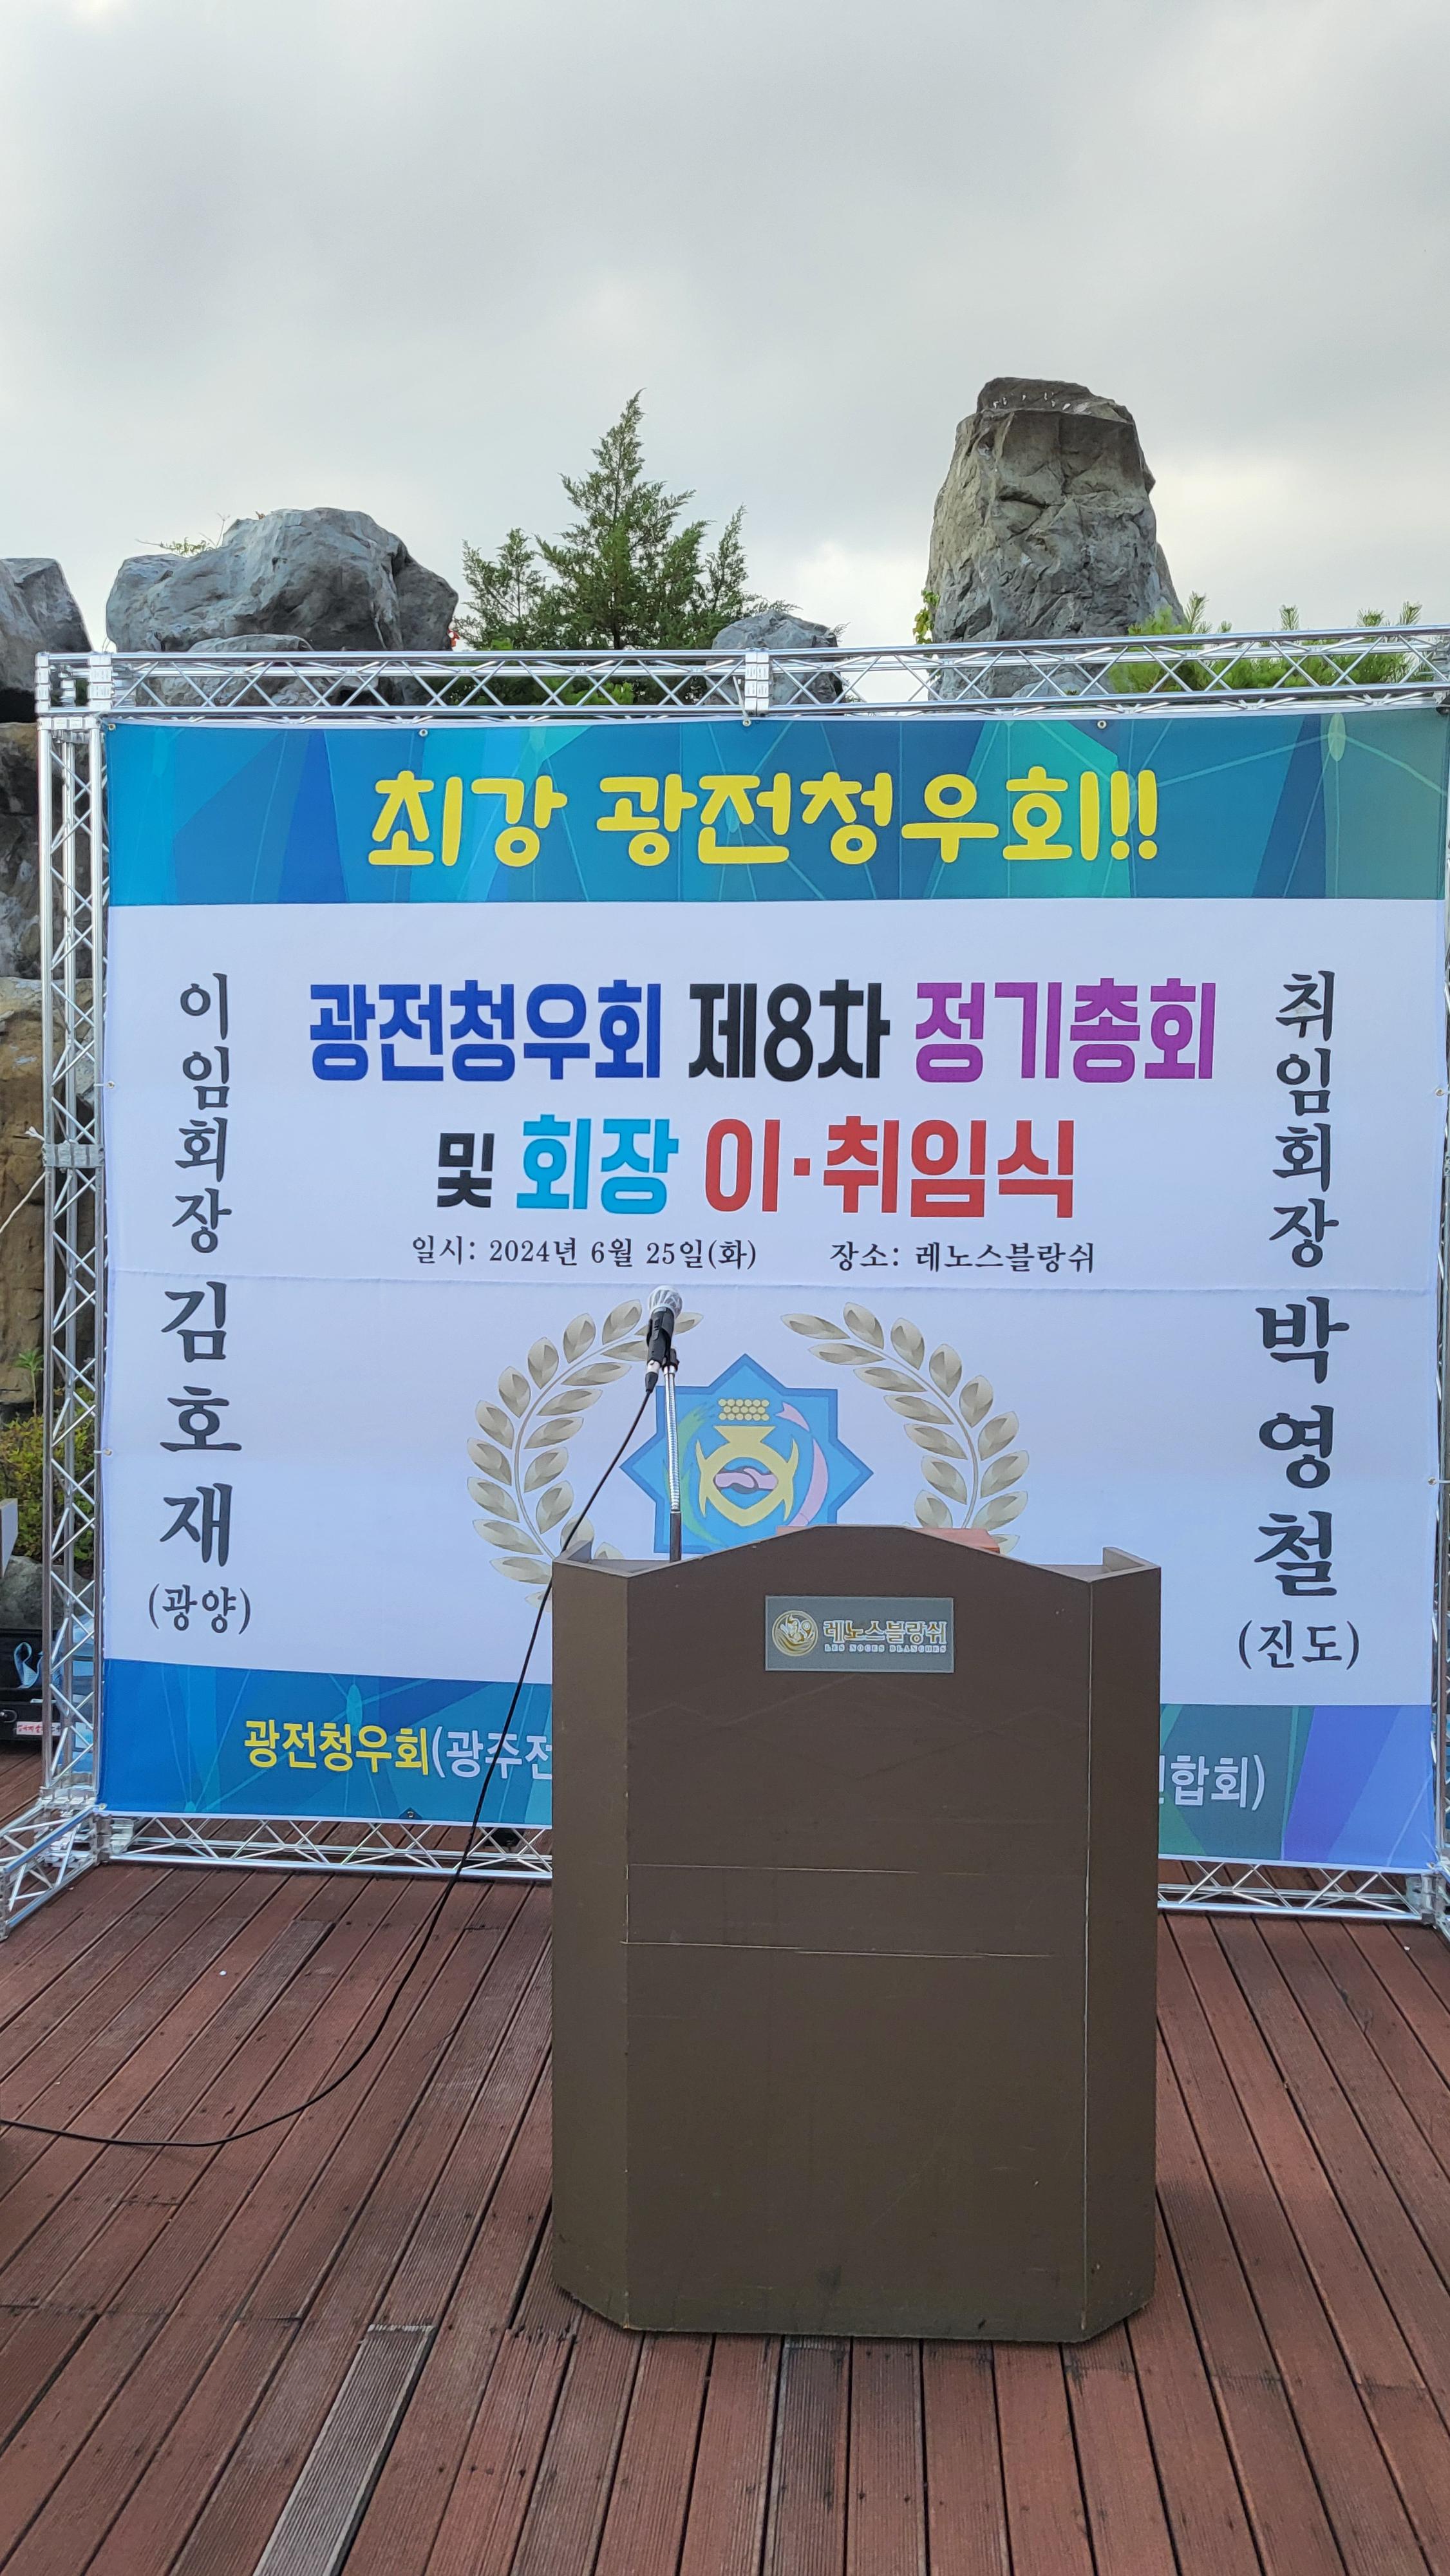 최강 광전청우회!!
광전청우회 제8차 정기총회
및 회장 이·취임식
일시: 2024년 6월 25일(화) 장소: 레노스블랑쉬
이임회장 김호재 (광양)
취임회장 박영철 (진도)
레노스블랑쉬
LES NOCES BLANCHES
광전청우회(광주전
합회)